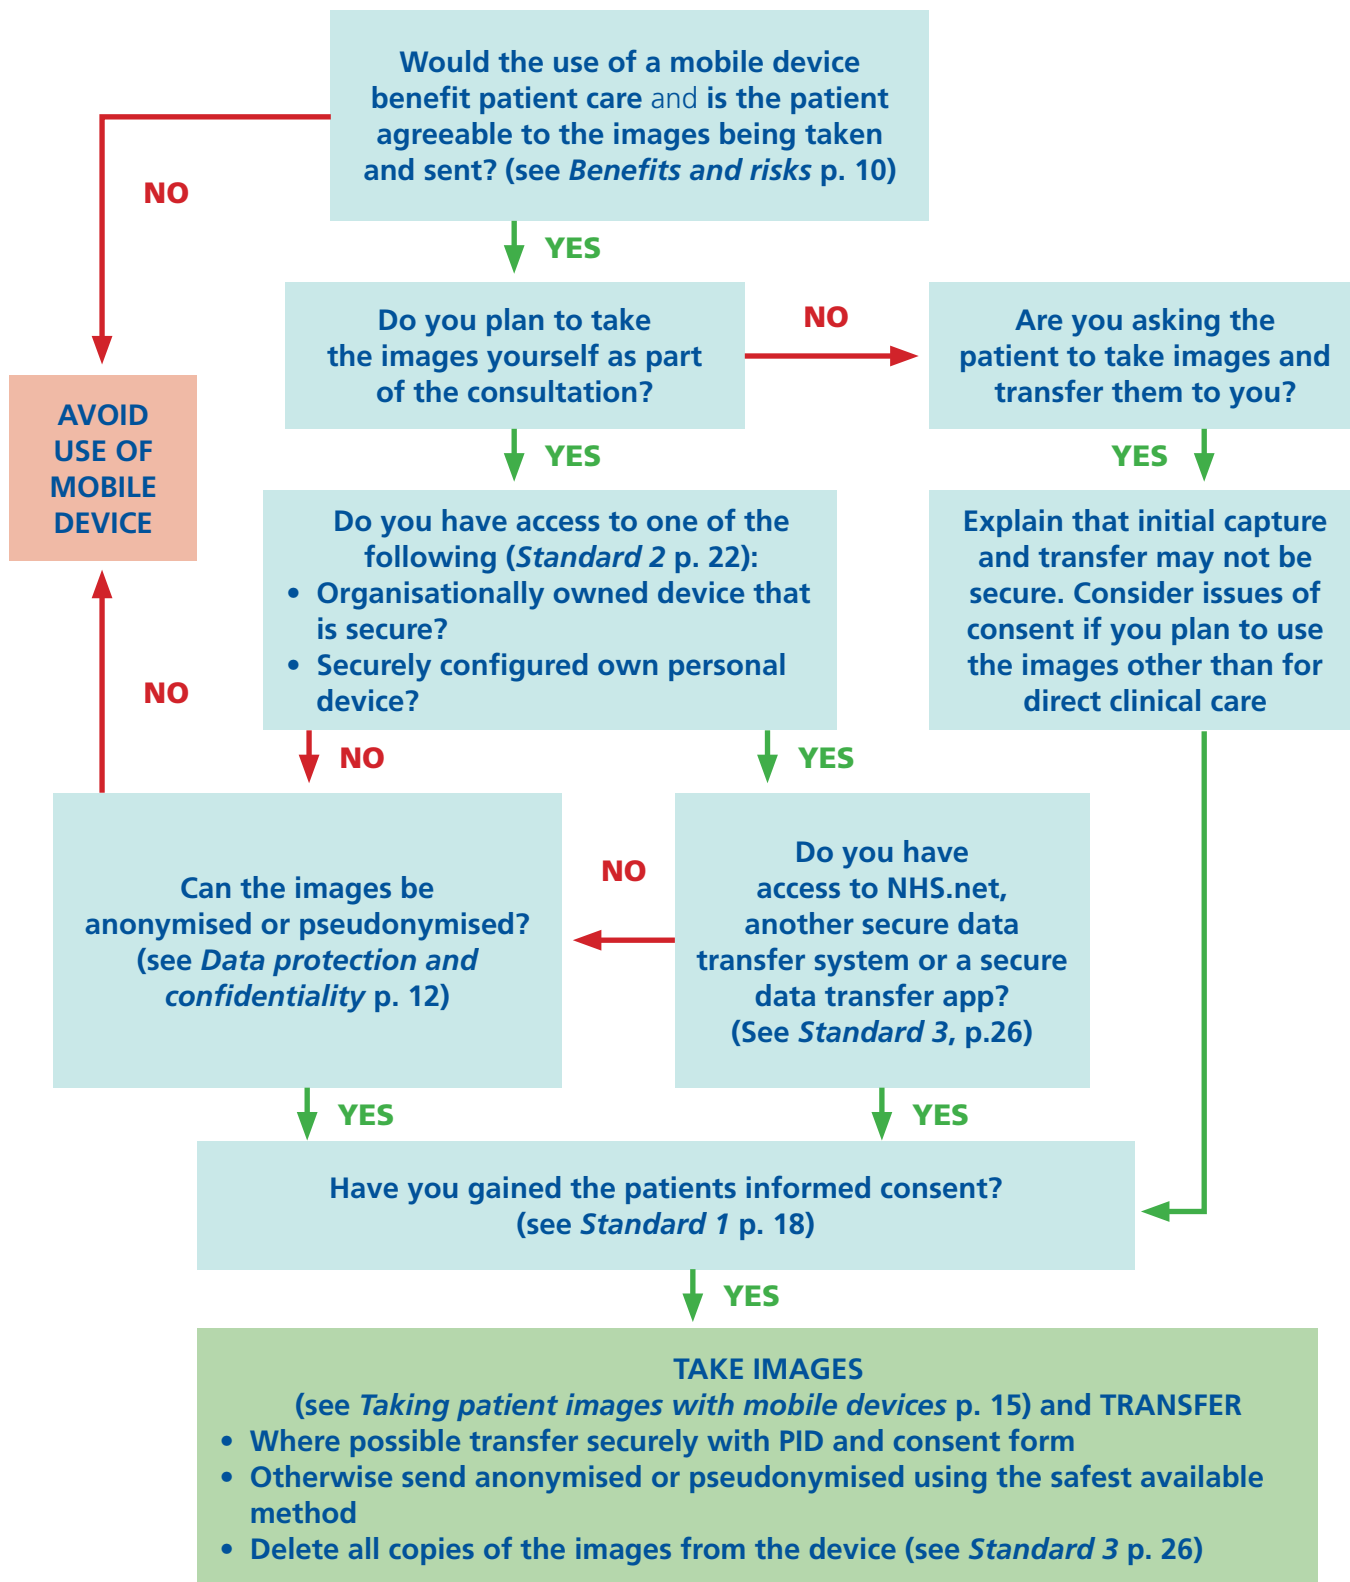 Would the use of a mobile device
benefit patient care and is the patient
agreeable to the images being taken
and sent? (see Benefits and risks p. 10)
NO
YES
Do you plan to take
the images yourself as part
of the consultation?
NO
Are you asking the
patient to take images and
transfer them to you?
AVOID
USE OF
MOBILE
DEVICE
YES
YES
Do you have access to one of the
following (Standard 2 p. 22):
• Organisationally owned device that
is secure?
• Securely configured own personal
device?
Explain that initial capture
and transfer may not be
secure. Consider issues of
consent if you plan to use
the images other than for
direct clinical care
NO
NO
YES
Can the images be
anonymised or pseudonymised?
(see Data protection and
confidentiality p. 12)
NO
Do you have
access to NHS.net,
another secure data
transfer system or a secure
data transfer app?
(See Standard 3, p.26)
YES
YES
Have you gained the patients informed consent?
(see Standard 1 p. 18)
YES
TAKE IMAGES
(see Taking patient images with mobile devices p. 15) and TRANSFER
• Where possible transfer securely with PID and consent form
• Otherwise send anonymised or pseudonymised using the safest available
method
• Delete all copies of the images from the device (see Standard 3 p. 26)